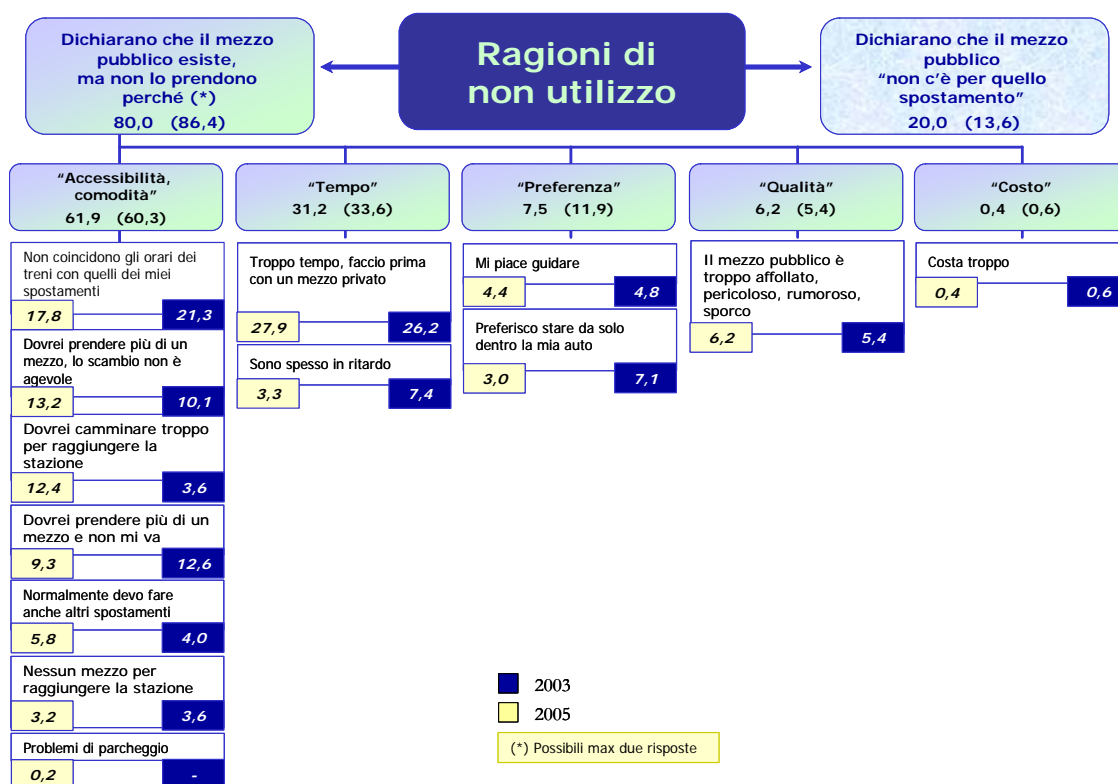 Dichiarano che il mezzo
pubblico esiste,
ma non lo prendono
perché (*)
80,0 (86,4)
Ragioni di
non utilizzo
Dichiarano che il mezzo
pubblico
“non c’è per quello
spostamento”
20,0 (13,6)
“Accessibilità,
comodità”
61,9 (60,3)
“Tempo”
31,2 (33,6)
“Preferenza”
7,5 (11,9)
“Qualità”
6,2 (5,4)
“Costo”
0,4 (0,6)
Non coincidono gli orari dei
treni con quelli dei miei
spostamenti
17,8 21,3
Dovrei prendere più di un
mezzo, lo scambio non è
agevole
13,2 10,1
Dovrei camminare troppo
per raggiungere la
stazione
12,4 3,6
Dovrei prendere più di un
mezzo e non mi va
9,3 12,6
Normalmente devo fare
anche altri spostamenti
5,8 4,0
Nessun mezzo per
raggiungere la stazione
3,2 3,6
Problemi di parcheggio
0,2 -
Troppo tempo, faccio prima
con un mezzo privato
27,9 26,2
Sono spesso in ritardo
3,3 7,4
Mi piace guidare
4,4 4,8
Preferisco stare da solo
dentro la mia auto
3,0 7,1
Il mezzo pubblico è
troppo affollato,
pericoloso, rumoroso,
sporco
6,2 5,4
Costa troppo
0,4 0,6
2003
2005
(*) Possibili max due risposte